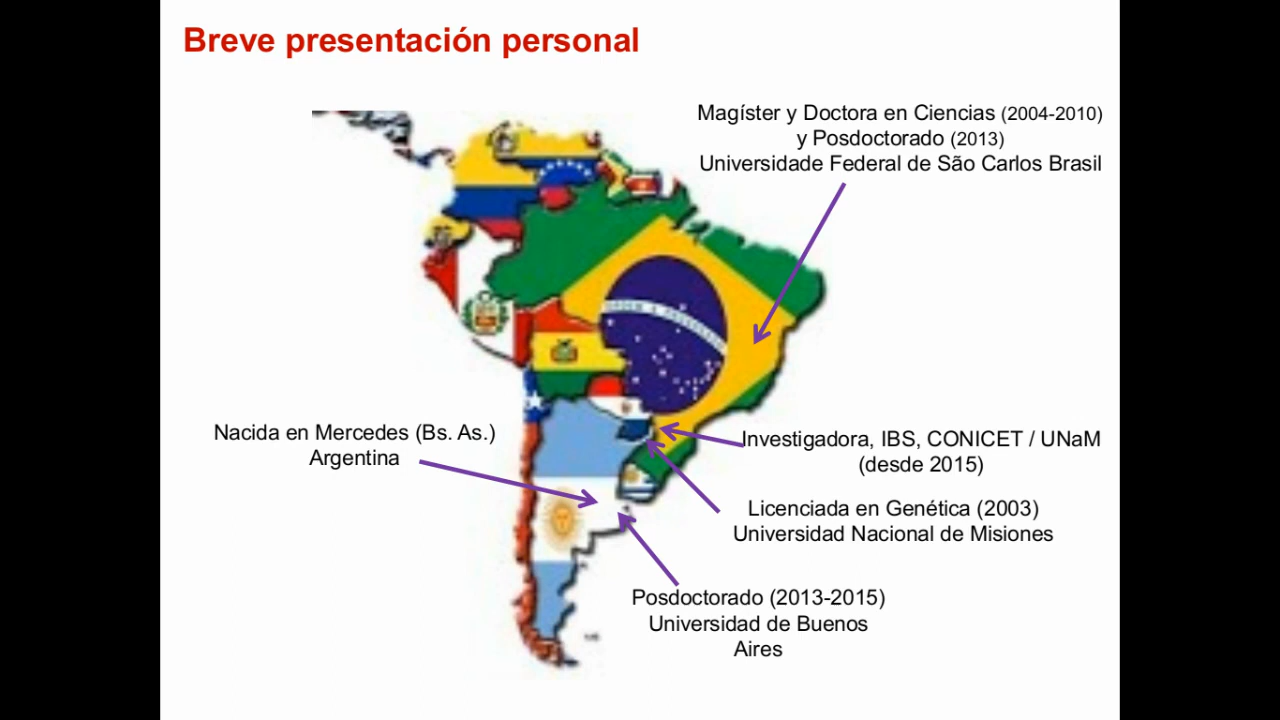 Breve presentación personal
Magíster y Doctora en Ciencias (2004-2010)
y Posdoctorado (2013)
Universidade Federal de São Carlos Brasil
Nacida en Mercedes (Bs. As.)
Argentina
Investigadora, IBS, CONICET / UNaM
(desde 2015)
Licenciada en Genética (2003)
Universidad Nacional de Misiones
Posdoctorado (2013-2015)
Universidad de Buenos
Aires